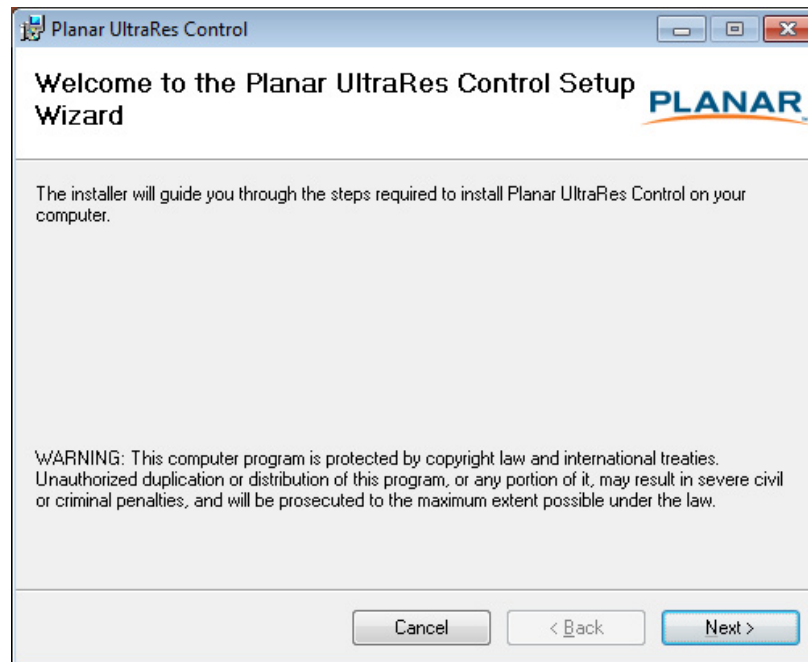 Planar UltraRes Control
Welcome to the Planar UltraRes Control Setup
Wizard
PLANAR
The installer will guide you through the steps required to install Planar UltraRes Control on your
computer.
WARNING: This computer program is protected by copyright law and international treaties.
Unauthorized duplication or distribution of this program, or any portion of it, may result in severe civil
or criminal penalties, and will be prosecuted to the maximum extent possible under the law.
Cancel
< Back
Next >